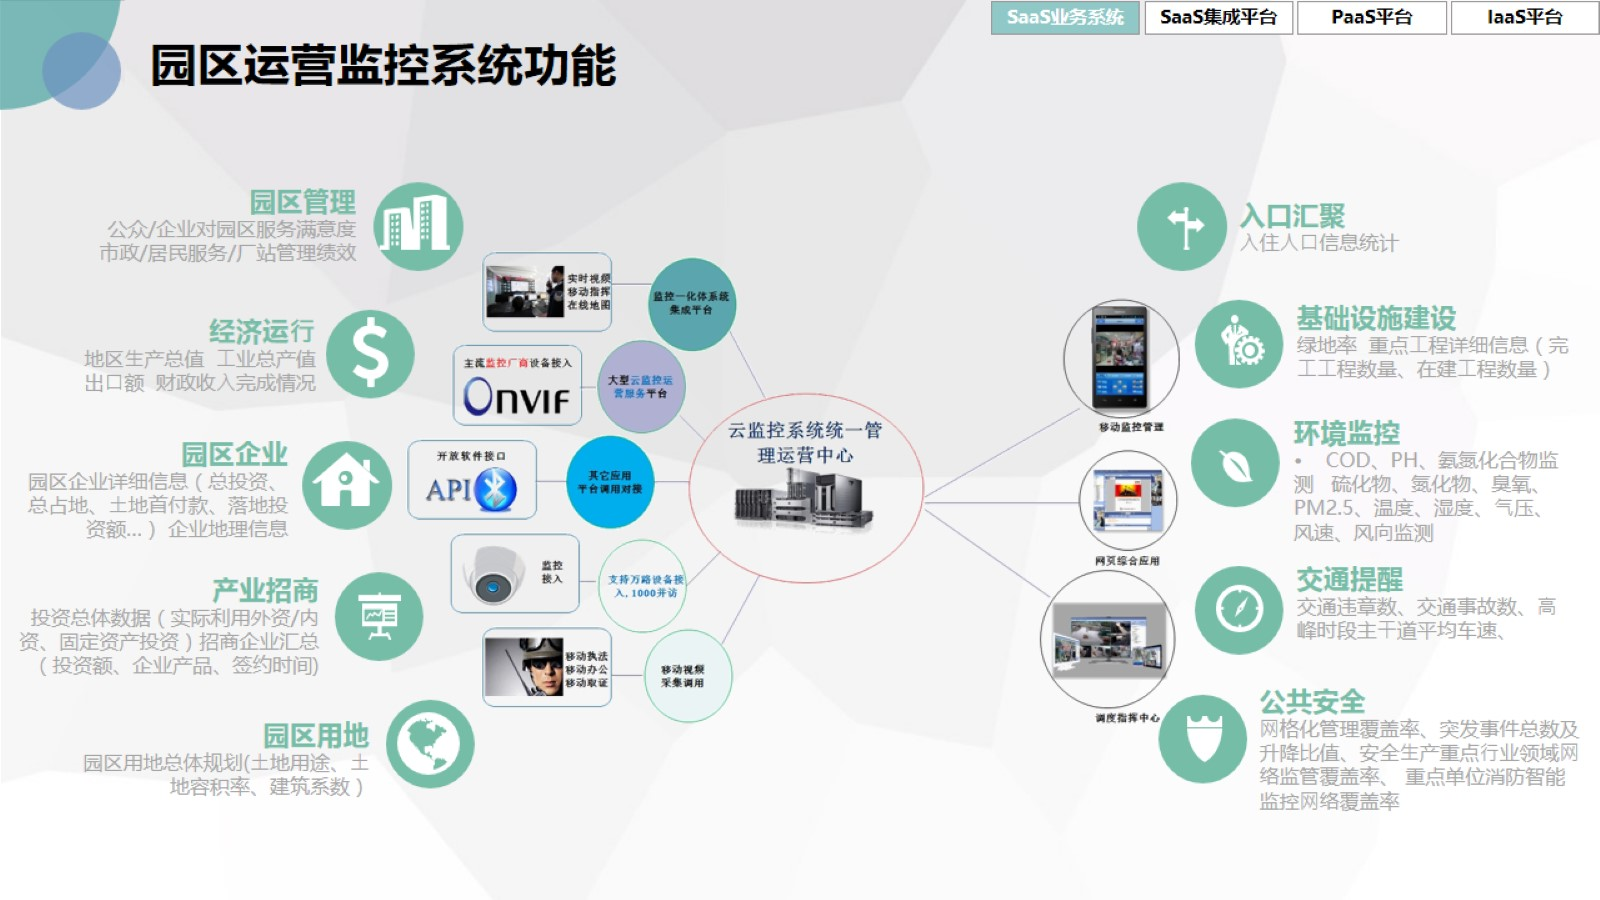 SaaS业务系统
SaaS集成平台
PaaS平台
IaaS平台
园区运营监控系统功能
园区管理
公众/企业对园区服务满意度
市政/居民服务/厂站管理绩效
经济运行
地区生产总值 工业总产值
出口额 财政收入完成情况
园区企业
园区企业详细信息（总投资、
总占地、土地首付款、落地投
资额...）企业地理信息
产业招商
投资总体数据（实际利用外资/内
资、固定资产投资）招商企业汇总
（投资额、企业产品、签约时间)
园区用地
园区用地总体规划(土地用途、土
地容积率、建筑系数）
实时视频
移动指挥
在线地图
监控一化体系统
集成平台
主流监控厂商设备接入
Onvif
大型云监控运
营服务平台
开放软件接口
API
其它应用
平台调用对接
监控
接入
支持万路设备接
入, 1000并访
移动执法
移动办公
移动取证
移动视频
采集调用
云监控系统统一管
理运营中心
移动监控管理
网页综合应用
调度指挥中心
入口汇聚
入住人口信息统计
基础设施建设
绿地率 重点工程详细信息（完
工工程数量、在建工程数量）
环境监控
• COD、PH、氨氮化合物监
测 硫化物、氮化物、臭氧、
PM2.5、温度、湿度、气压、
风速、风向监测
交通提醒
交通违章数、交通事故数、高
峰时段主干道平均车速、
公共安全
网格化管理覆盖率、突发事件总数及
升降比值、安全生产重点行业领域网
络监管覆盖率、 重点单位消防智能
监控网络覆盖率